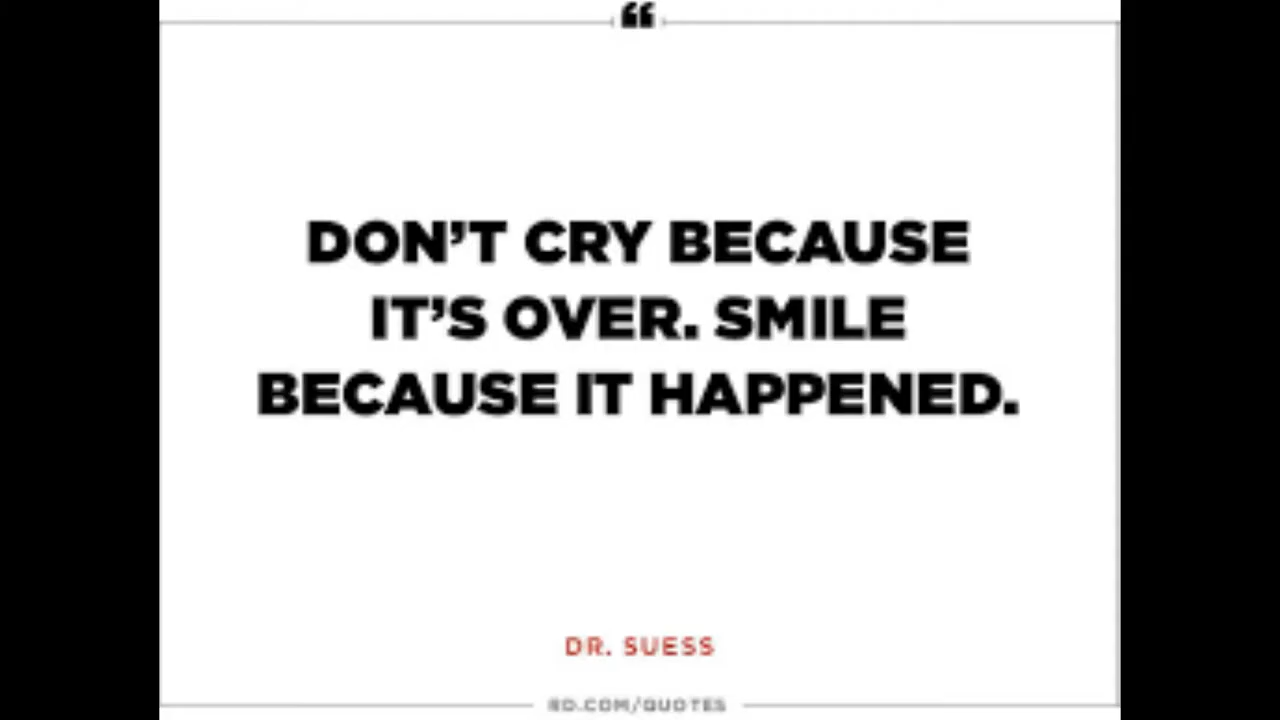 ❝
DON’T CRY BECAUSE
IT’S OVER. SMILE
BECAUSE IT HAPPENED.
DR. SUESS
RD.COM/QUOTES